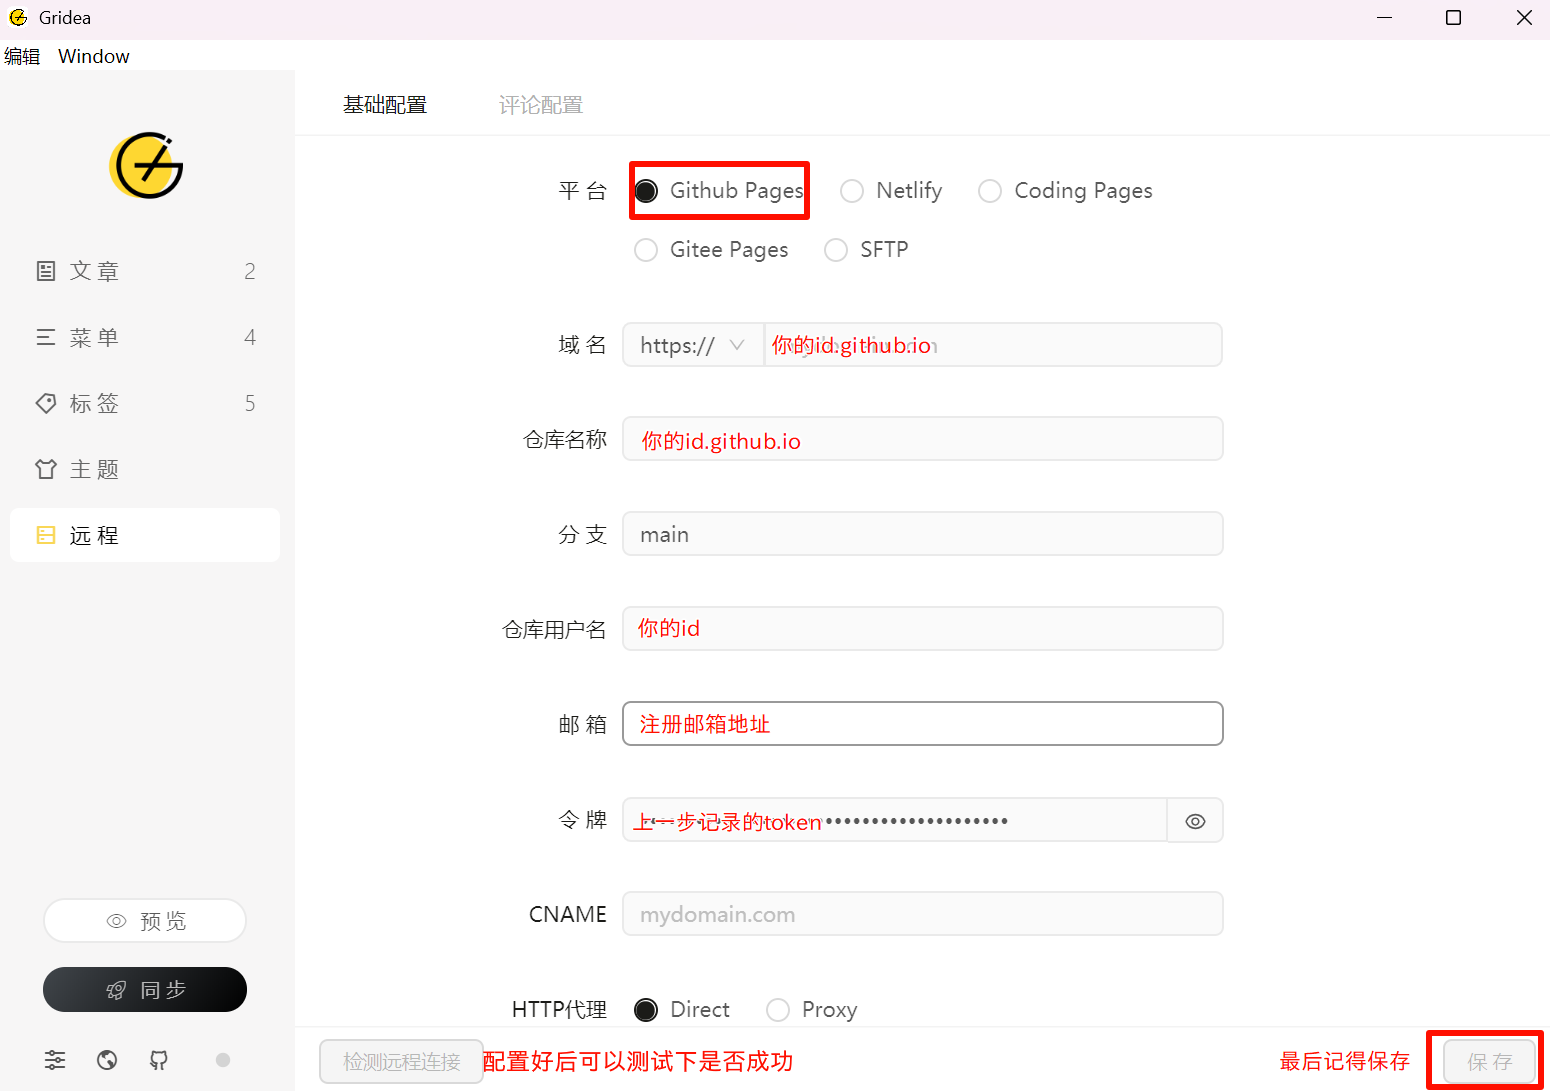 Gridea
编辑 Window
基础配置 评论配置
平 台 Github Pages Netlify Coding Pages
Gitee Pages SFTP
文 章 2
菜 单 4
标 签 5
主 题
远 程
域 名 https:// 你的id.github.io
仓库名称 你的id.github.io
分 支 main
仓库用户名 你的id
邮 箱 注册邮箱地址
令 牌 上一步记录的token
CNAME mydomain.com
HTTP代理 Direct Proxy
预 览
同 步
检测远程连接 配置好后可以测试下是否成功 最后记得保存 保 存